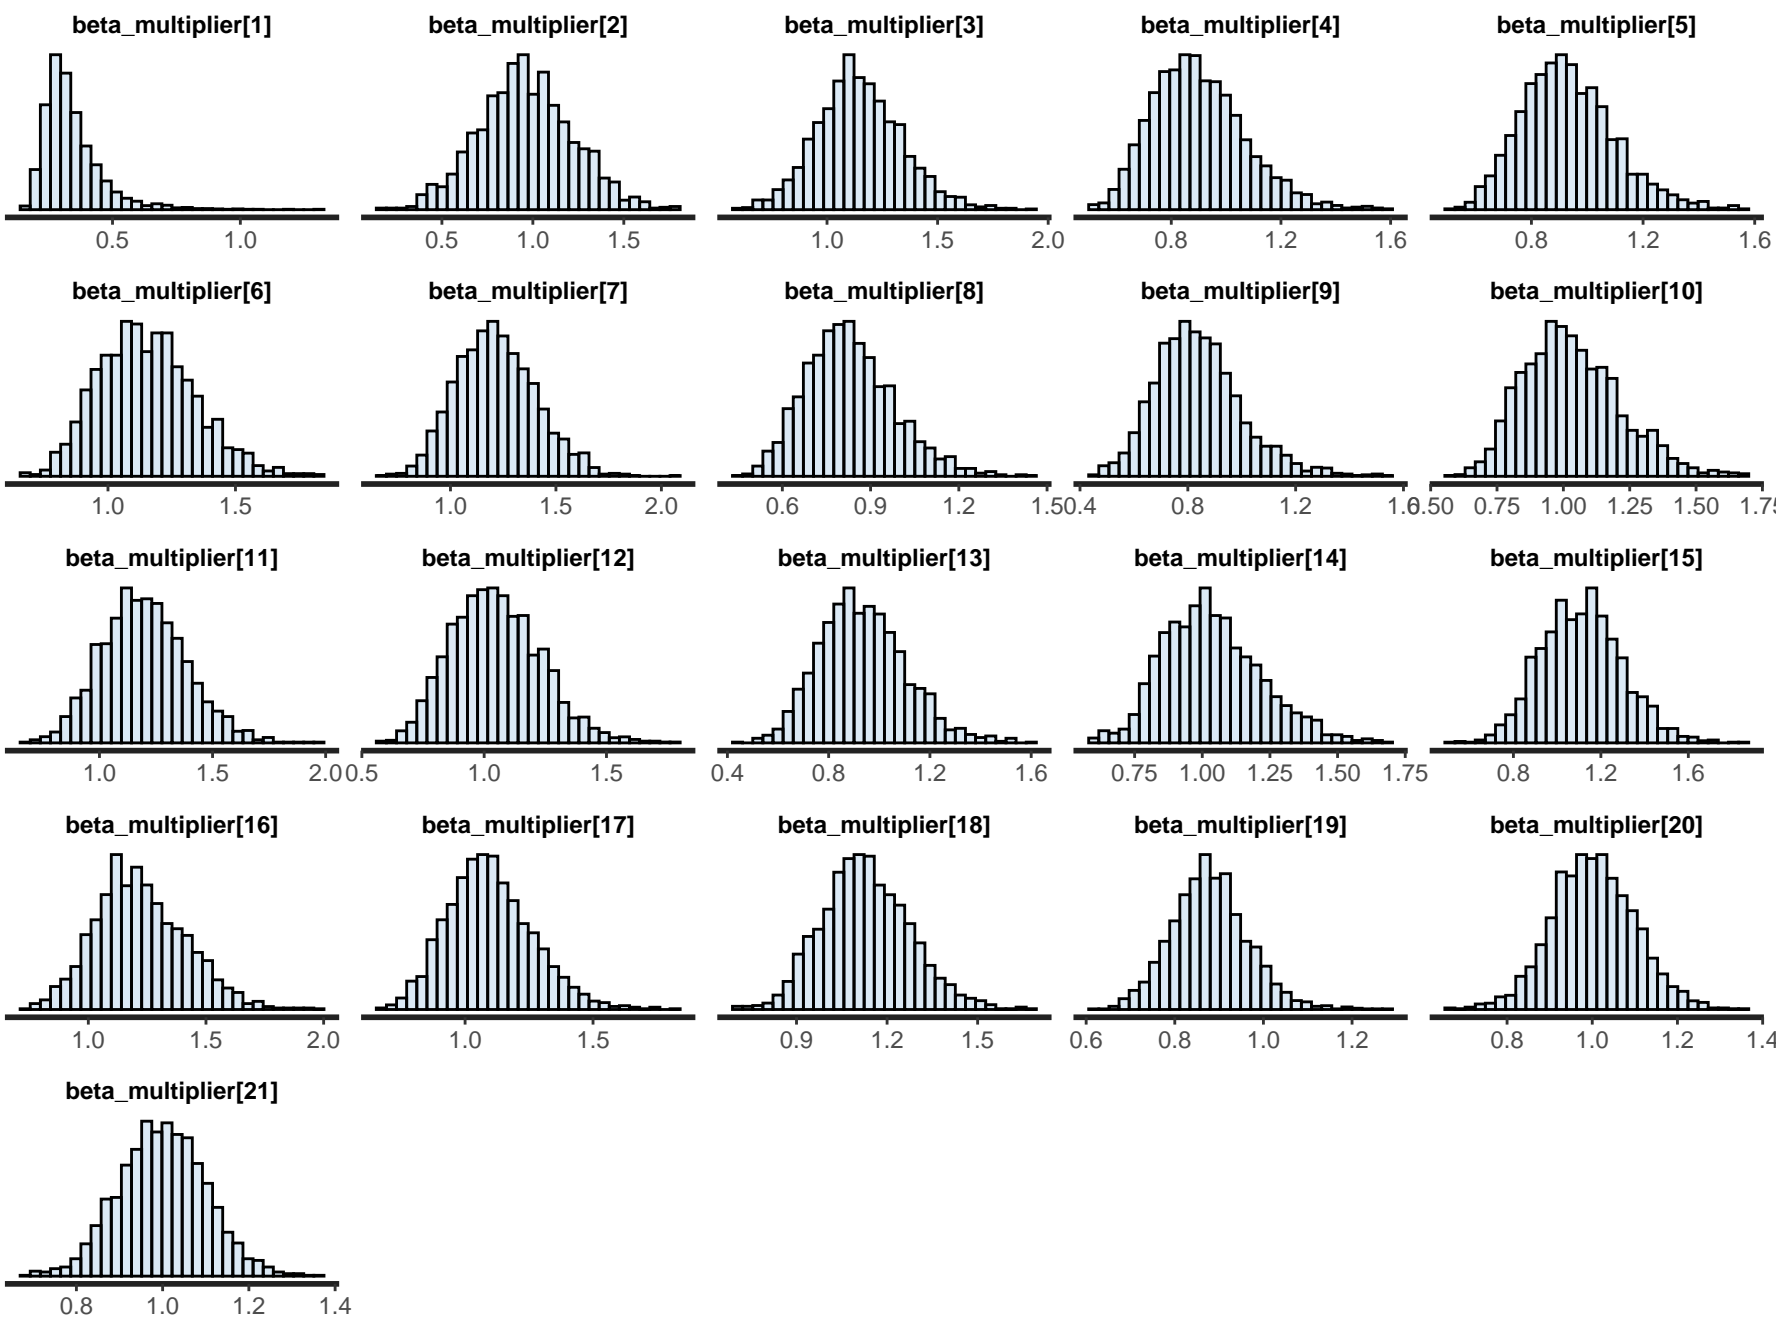 beta_multiplier[1] beta_multiplier[2] beta_multiplier[3] beta_multiplier[4] beta_multiplier[5]
0.5 1.0 0.5 1.0 1.5 1.0 1.5 2.0 0.8 1.2 1.6 0.8 1.2 1.6
beta_multiplier[6] beta_multiplier[7] beta_multiplier[8] beta_multiplier[9] beta_multiplier[10]
1.0 1.5 1.0 1.5 2.0 0.6 0.9 1.2 1.5 0.4 0.8 1.2 1.6 0.50 0.75 1.00 1.25 1.50 1.75
beta_multiplier[11] beta_multiplier[12] beta_multiplier[13] beta_multiplier[14] beta_multiplier[15]
1.0 1.5 2.0 0.5 1.0 1.5 0.4 0.8 1.2 1.6 0.75 1.00 1.25 1.50 1.75 0.8 1.2 1.6
beta_multiplier[16] beta_multiplier[17] beta_multiplier[18] beta_multiplier[19] beta_multiplier[20]
1.0 1.5 2.0 1.0 1.5 0.9 1.2 1.5 0.6 0.8 1.0 1.2 0.8 1.0 1.2 1.4
beta_multiplier[21]
0.8 1.0 1.2 1.4